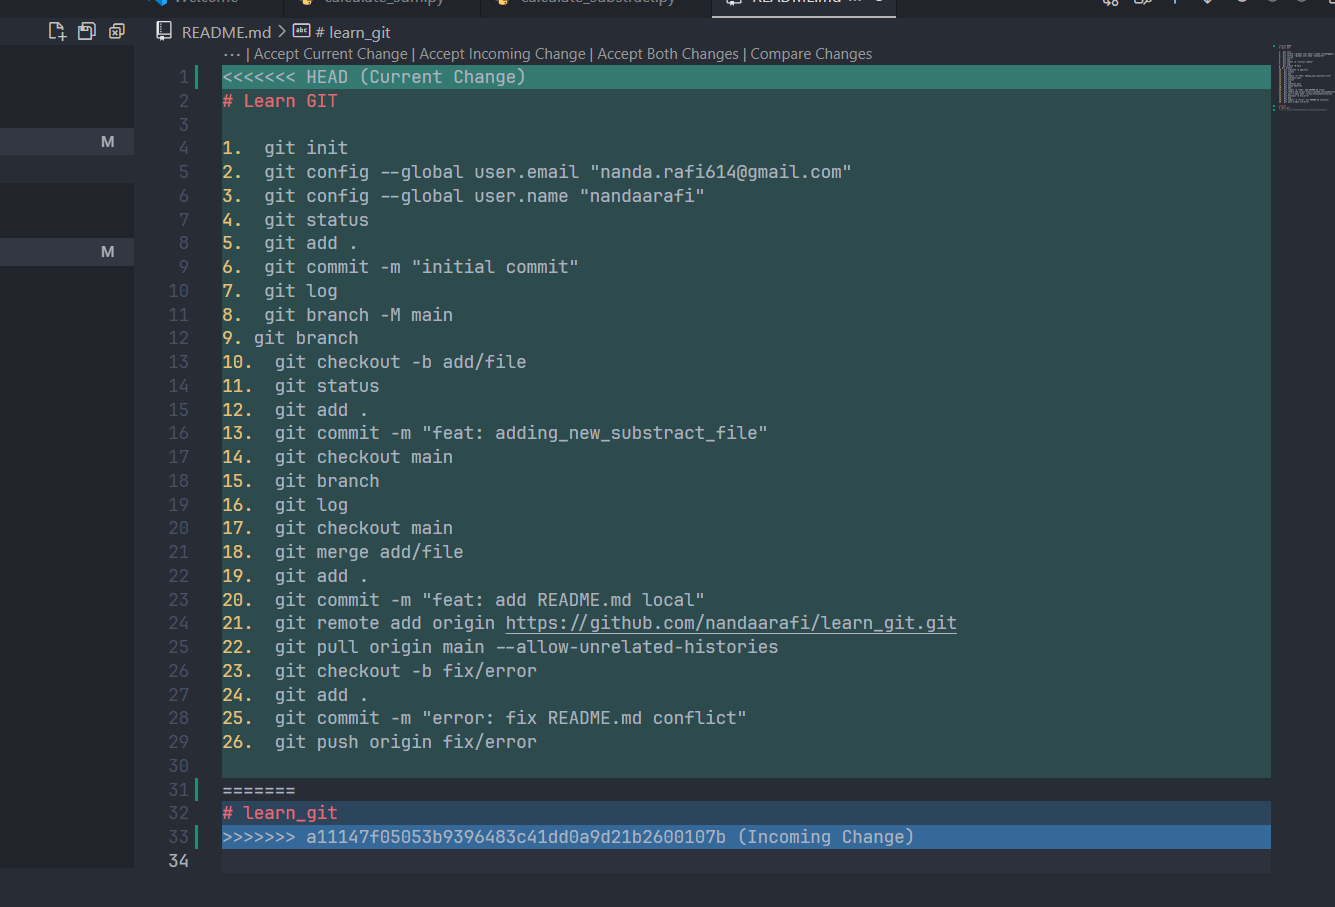 Welcome
calculate_sum.py
calculate_substract.py
README.md
README.md > # learn_git
... | Accept Current Change | Accept Incoming Change | Accept Both Changes | Compare Changes
1 <<<<<<< HEAD (Current Change)
2 # Learn GIT
3
4 1. git init
5 2. git config --global user.email "nanda.rafi614@gmail.com"
6 3. git config --global user.name "nandaarafi"
7 4. git status
8 5. git add .
9 6. git commit -m "initial commit"
10 7. git log
11 8. git branch -M main
12 9. git branch
13 10. git checkout -b add/file
14 11. git status
15 12. git add .
16 13. git commit -m "feat: adding_new_substract_file"
17 14. git checkout main
18 15. git branch
19 16. git log
20 17. git checkout main
21 18. git merge add/file
22 19. git add .
23 20. git commit -m "feat: add README.md local"
24 21. git remote add origin https://github.com/nandaarafi/learn_git.git
25 22. git pull origin main --allow-unrelated-histories
26 23. git checkout -b fix/error
27 24. git add .
28 25. git commit -m "error: fix README.md conflict"
29 26. git push origin fix/error
30
31 =======
32 # learn_git
33 >>>>>>> a11147f05053b9396483c41dd0a9d21b2600107b (Incoming Change)
34
M
M